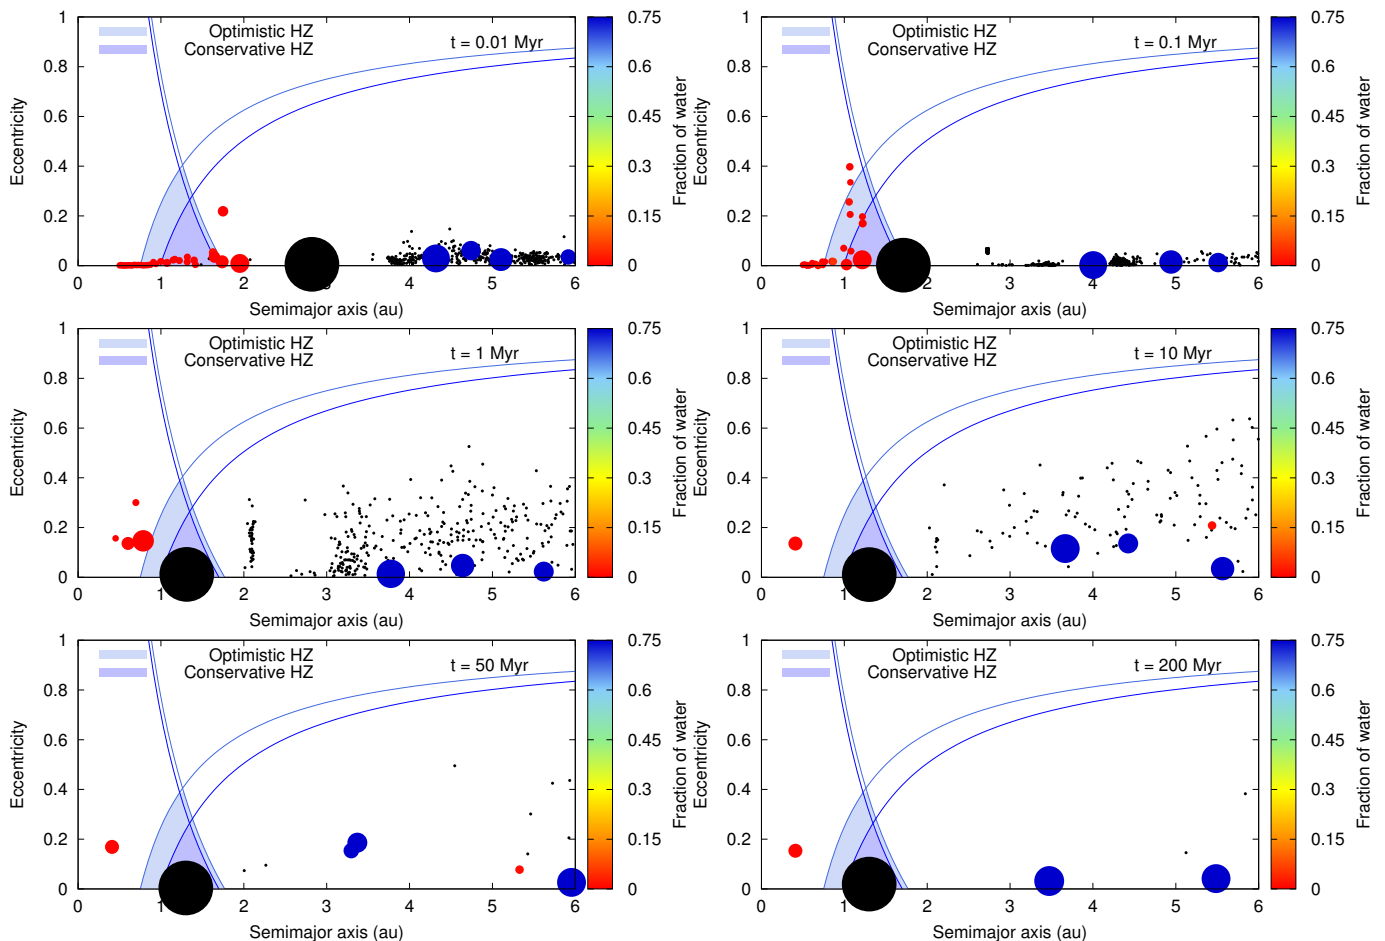 Optimistic HZ
Conservative HZ
t = 0.01 Myr
Eccentricity
1
0.8
0.6
0.4
0.2
0
0 1 2 3 4 5 6
Semimajor axis (au)
0.75
0.6
0.45
0.3
0.15
0
Fraction of water
Optimistic HZ
Conservative HZ
t = 0.1 Myr
Eccentricity
1
0.8
0.6
0.4
0.2
0
0 1 2 3 4 5 6
Semimajor axis (au)
0.75
0.6
0.45
0.3
0.15
0
Fraction of water
Optimistic HZ
Conservative HZ
t = 1 Myr
Eccentricity
1
0.8
0.6
0.4
0.2
0
0 1 2 3 4 5 6
Semimajor axis (au)
0.75
0.6
0.45
0.3
0.15
0
Fraction of water
Optimistic HZ
Conservative HZ
t = 10 Myr
Eccentricity
1
0.8
0.6
0.4
0.2
0
0 1 2 3 4 5 6
Semimajor axis (au)
0.75
0.6
0.45
0.3
0.15
0
Fraction of water
Optimistic HZ
Conservative HZ
t = 50 Myr
Eccentricity
1
0.8
0.6
0.4
0.2
0
0 1 2 3 4 5 6
Semimajor axis (au)
0.75
0.6
0.45
0.3
0.15
0
Fraction of water
Optimistic HZ
Conservative HZ
t = 200 Myr
Eccentricity
1
0.8
0.6
0.4
0.2
0
0 1 2 3 4 5 6
Semimajor axis (au)
0.75
0.6
0.45
0.3
0.15
0
Fraction of water